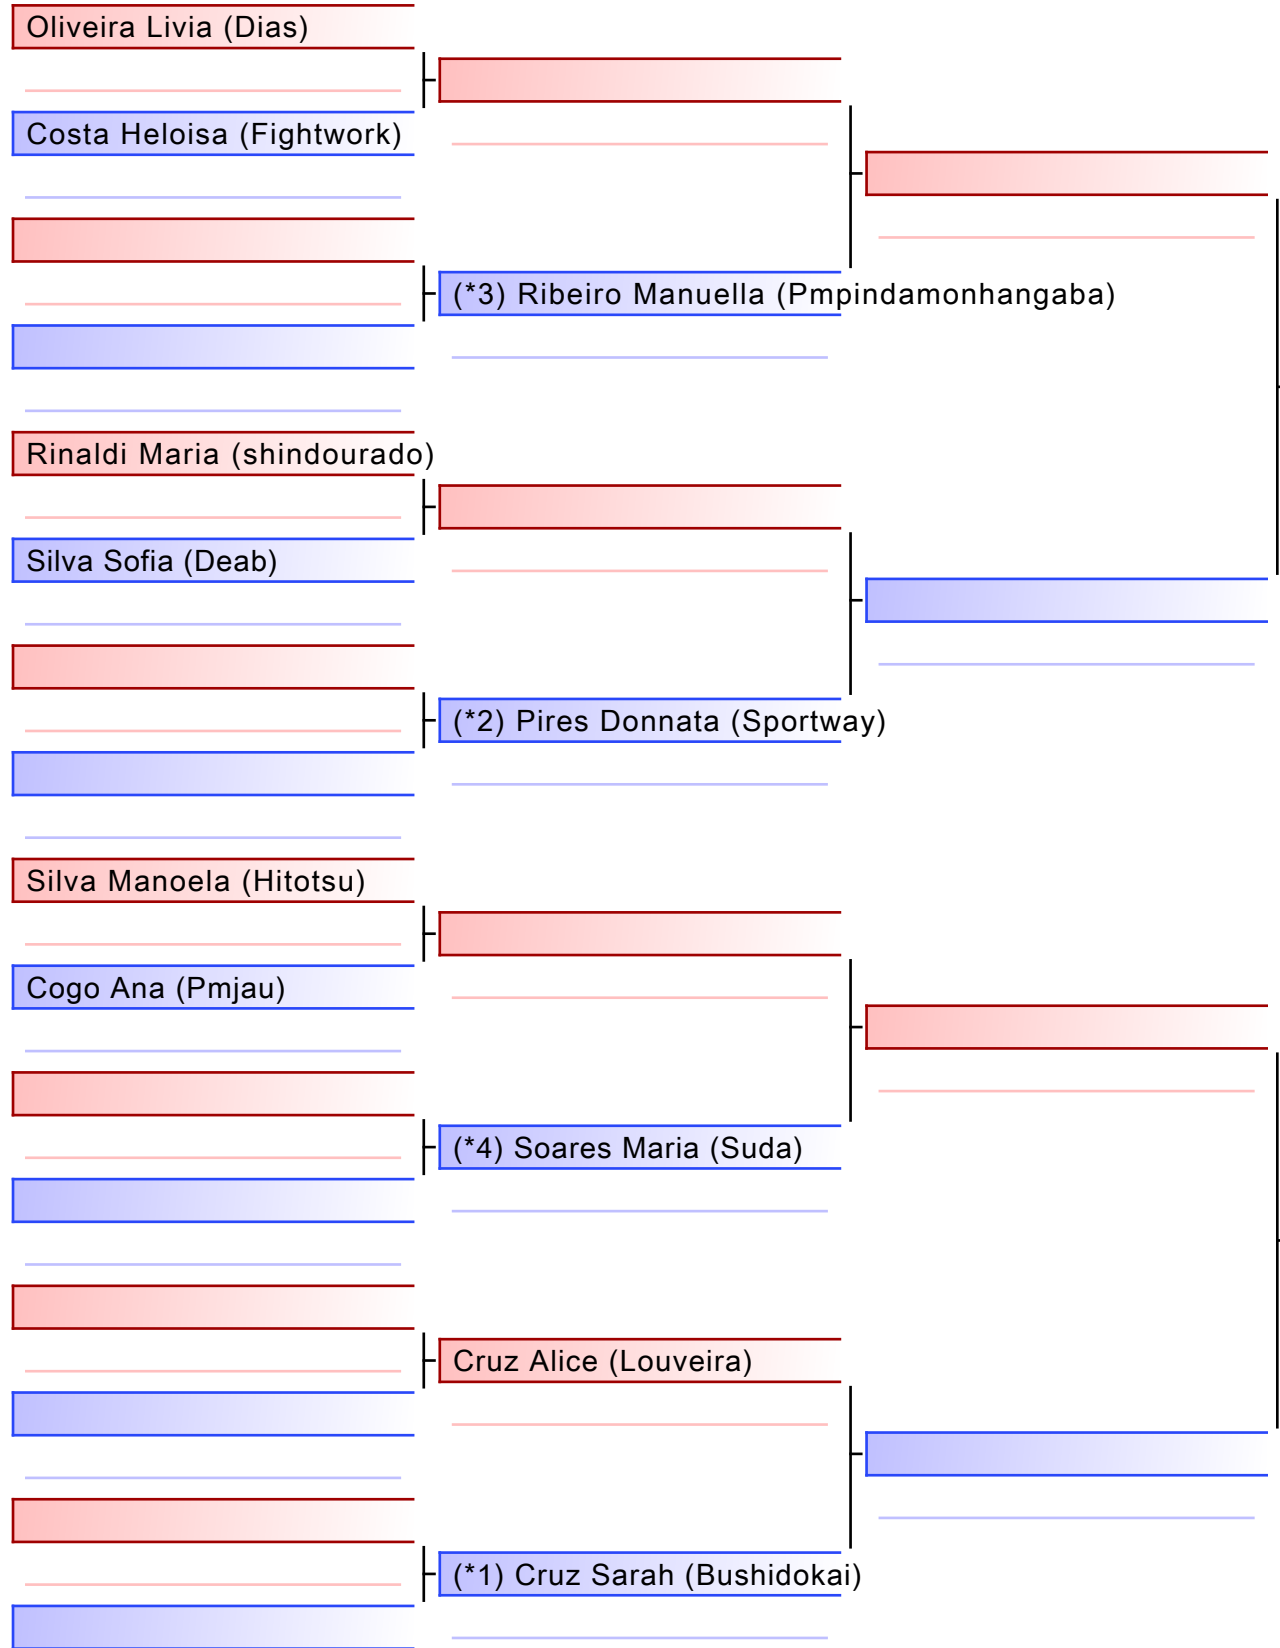 Oliveira Livia (Dias)
Costa Heloisa (Fightwork)
(*3) Ribeiro Manuella (Pmpindamonhangaba)
Rinaldi Maria (shindourado)
Silva Sofia (Deab)
(*2) Pires Donnata (Sportway)
Silva Manoela (Hitotsu)
Cogo Ana (Pmjau)
(*4) Soares Maria (Suda)
Cruz Alice (Louveira)
(*1) Cruz Sarah (Bushidokai)